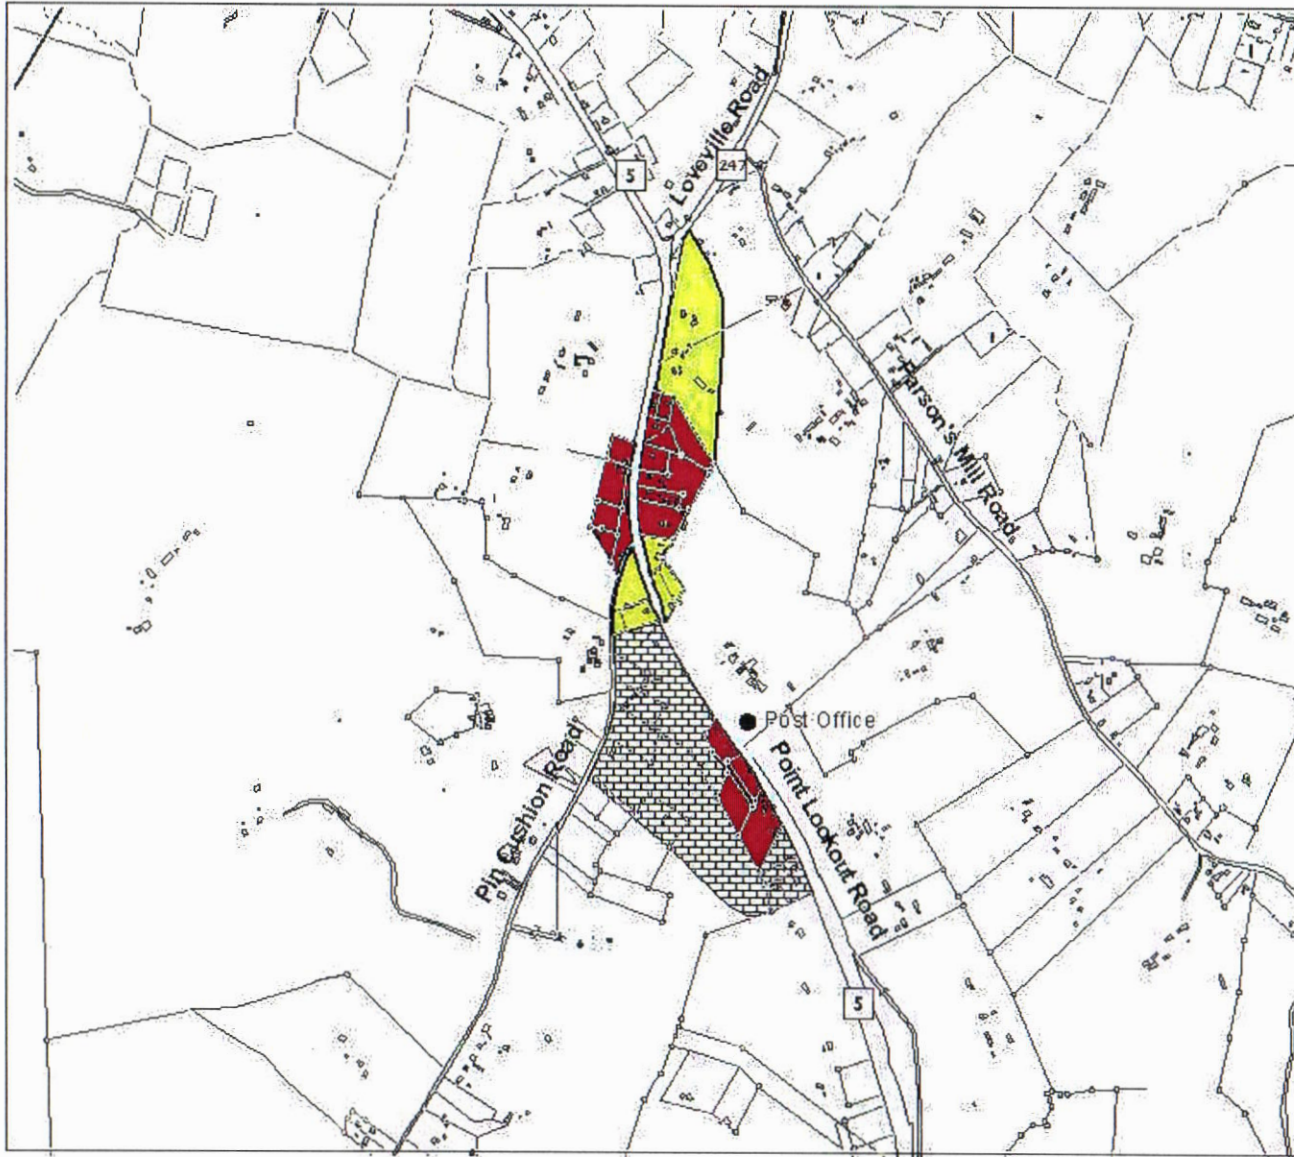 Loveville Road
5
247
Parson's Mill Road
Post Office
Pin Cushion Road
Point Lookout Road
5